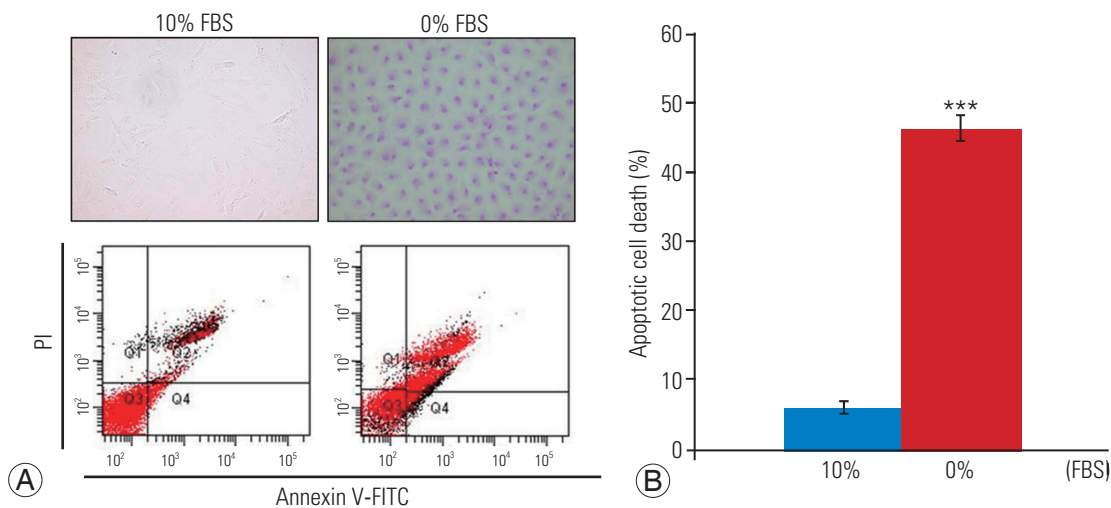 10% FBS
0% FBS
PI
10⁵
10⁴
10³
10²
Q1
Q2
Q3
Q4
10²
10³
10⁴
10⁵
10⁵
10⁴
10³
10²
Q1
Q2
Q3
Q4
10²
10³
10⁴
10⁵
Annexin V-FITC
A
Apoptotic cell death (%)
60
50
40
30
20
10
0
***
10%
0%
(FBS)
B